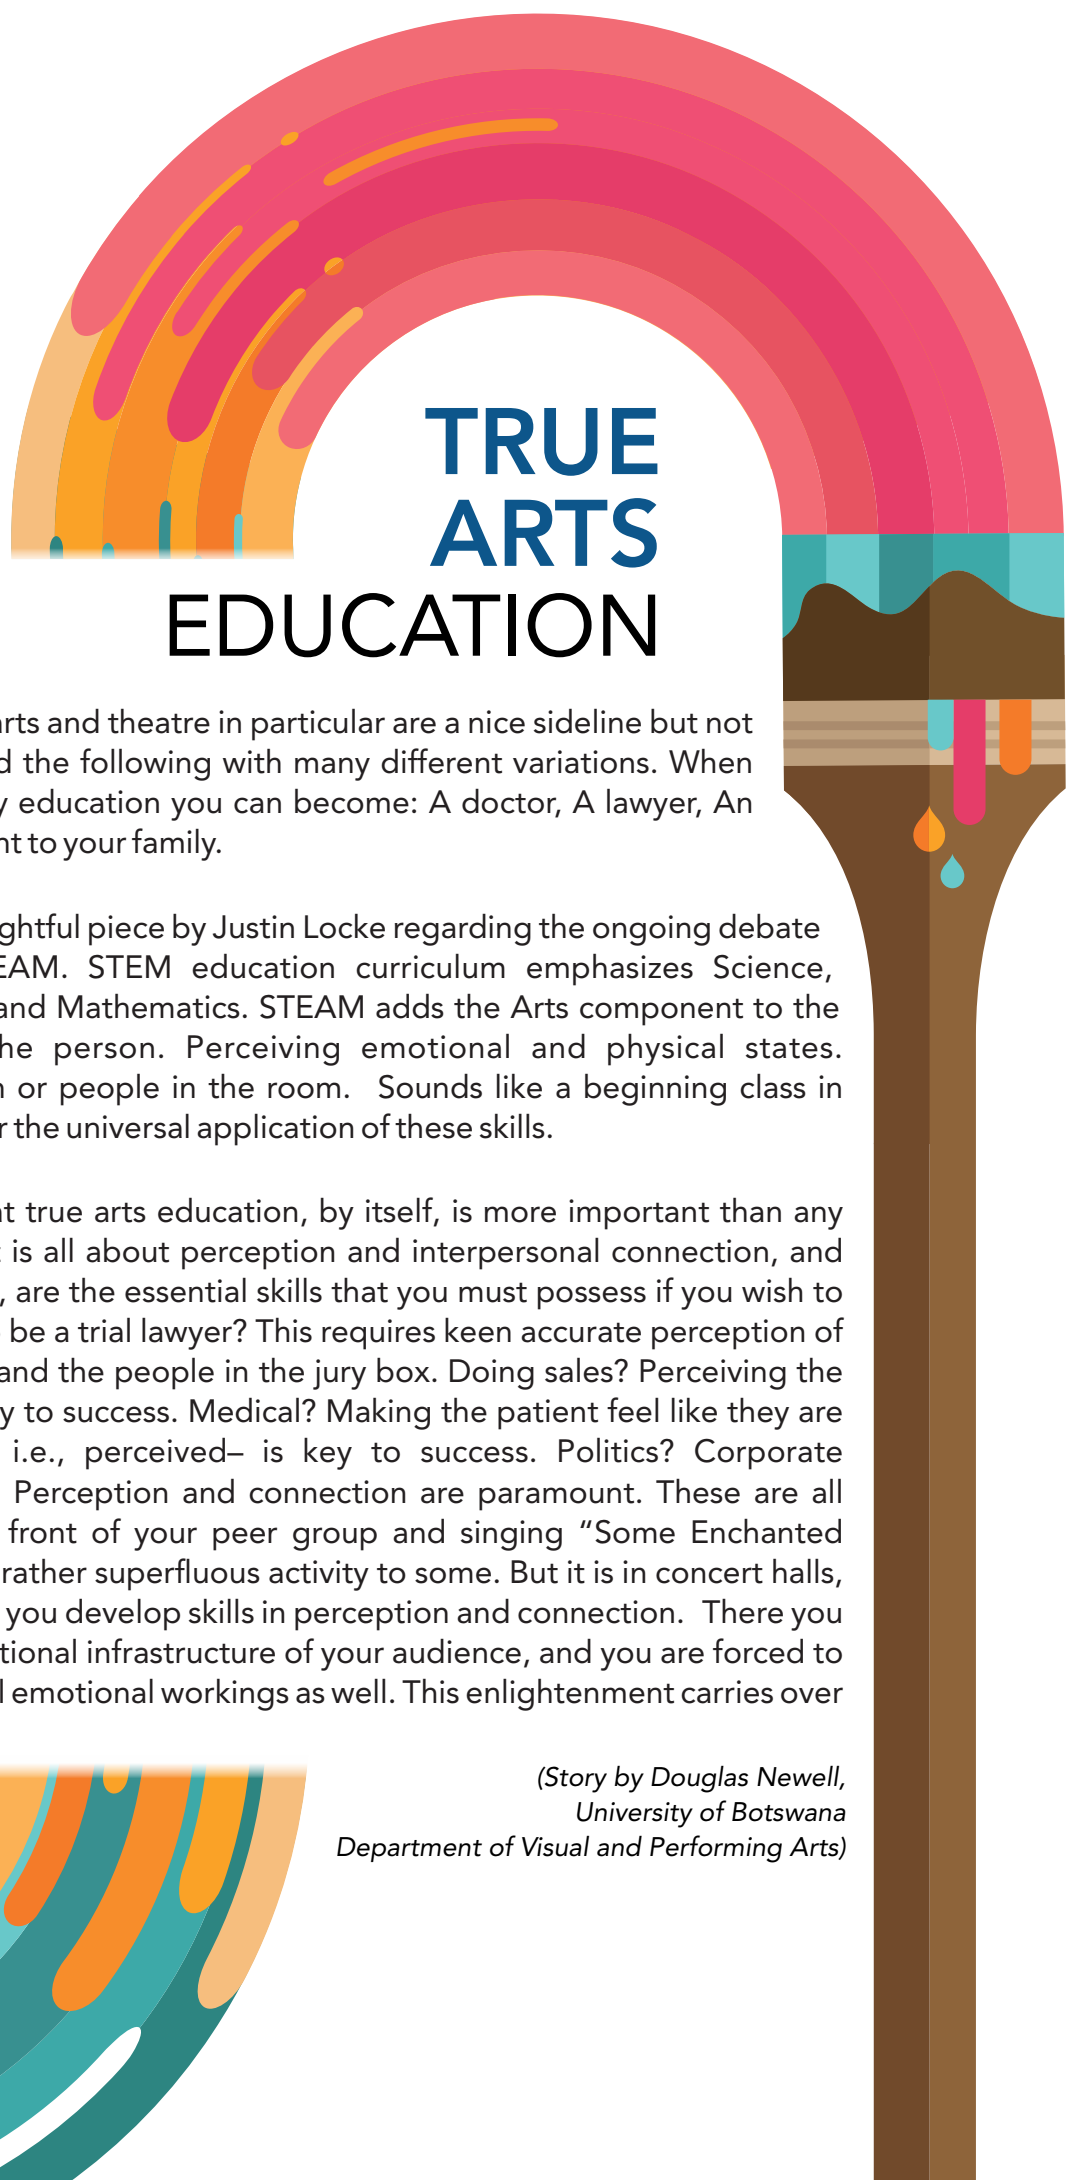 TRUE
ARTS
EDUCATION
arts and theatre in particular are a nice sideline but not
d the following with many different variations. When
y education you can become: A doctor, A lawyer, An
nt to your family.
ghtful piece by Justin Locke regarding the ongoing debate
EAM. STEM education curriculum emphasizes Science,
and Mathematics. STEAM adds the Arts component to the
he person. Perceiving emotional and physical states.
n or people in the room. Sounds like a beginning class in
r the universal application of these skills.
at true arts education, by itself, is more important than any
t is all about perception and interpersonal connection, and
, are the essential skills that you must possess if you wish to
be a trial lawyer? This requires keen accurate perception of
and the people in the jury box. Doing sales? Perceiving the
y to success. Medical? Making the patient feel like they are
i.e., perceived– is key to success. Politics? Corporate
Perception and connection are paramount. These are all
front of your peer group and singing “Some Enchanted
rather superfluous activity to some. But it is in concert halls,
you develop skills in perception and connection. There you
tional infrastructure of your audience, and you are forced to
l emotional workings as well. This enlightenment carries over
(Story by Douglas Newell,
University of Botswana
Department of Visual and Performing Arts)